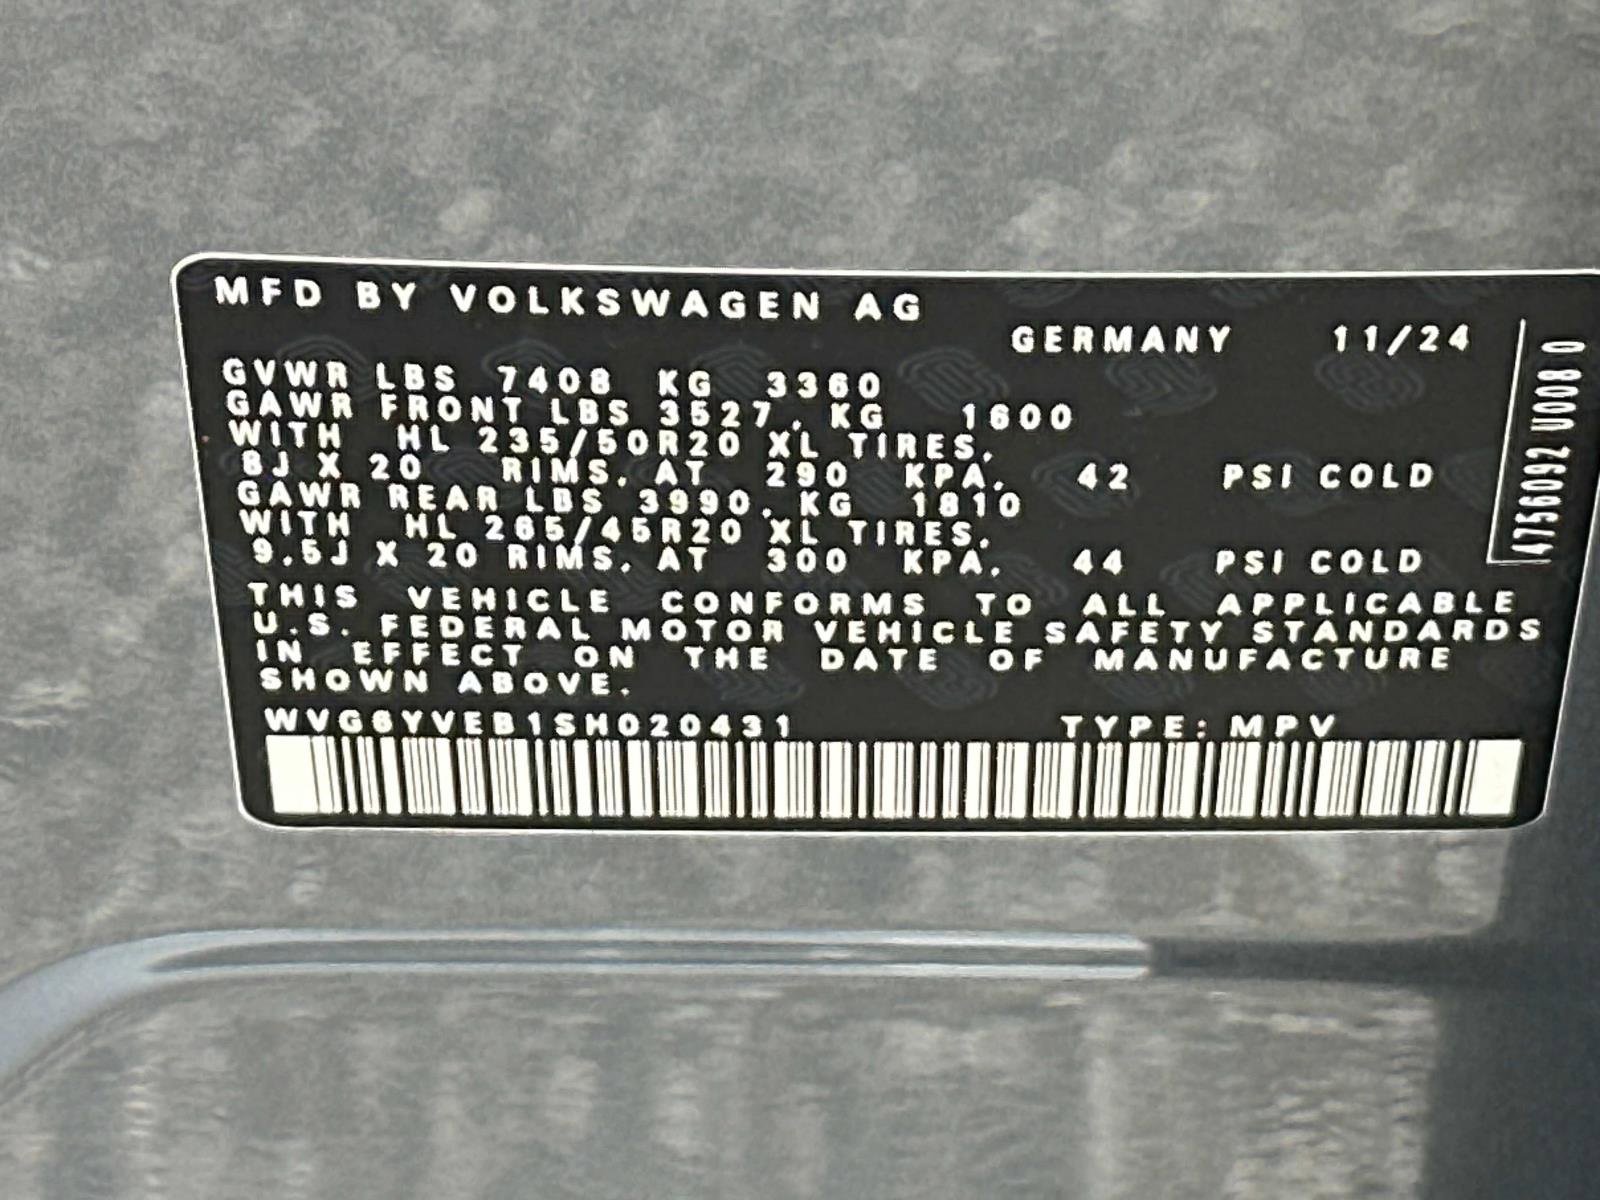 MFD BY VOLKSWAGEN AG
GERMANY 11/24
GVWR LBS 7408 KG 3360
GAWR FRONT LBS 3527, KG 1600
WITH HL 235/50R20 XL TIRES,
8J X 20 RIMS, AT 290 KPA, 42 PSI COLD
GAWR REAR LBS 3990, KG 1810
WITH HL 265/45R20 XL TIRES,
9,5J X 20 RIMS, AT 300 KPA, 44 PSI COLD
THIS VEHICLE CONFORMS TO ALL APPLICABLE
U.S. FEDERAL MOTOR VEHICLE SAFETY STANDARDS
IN EFFECT ON THE DATE OF MANUFACTURE
SHOWN ABOVE.
WVG6YVEB1SH020431 TYPE: MPV
4756092 U008 0